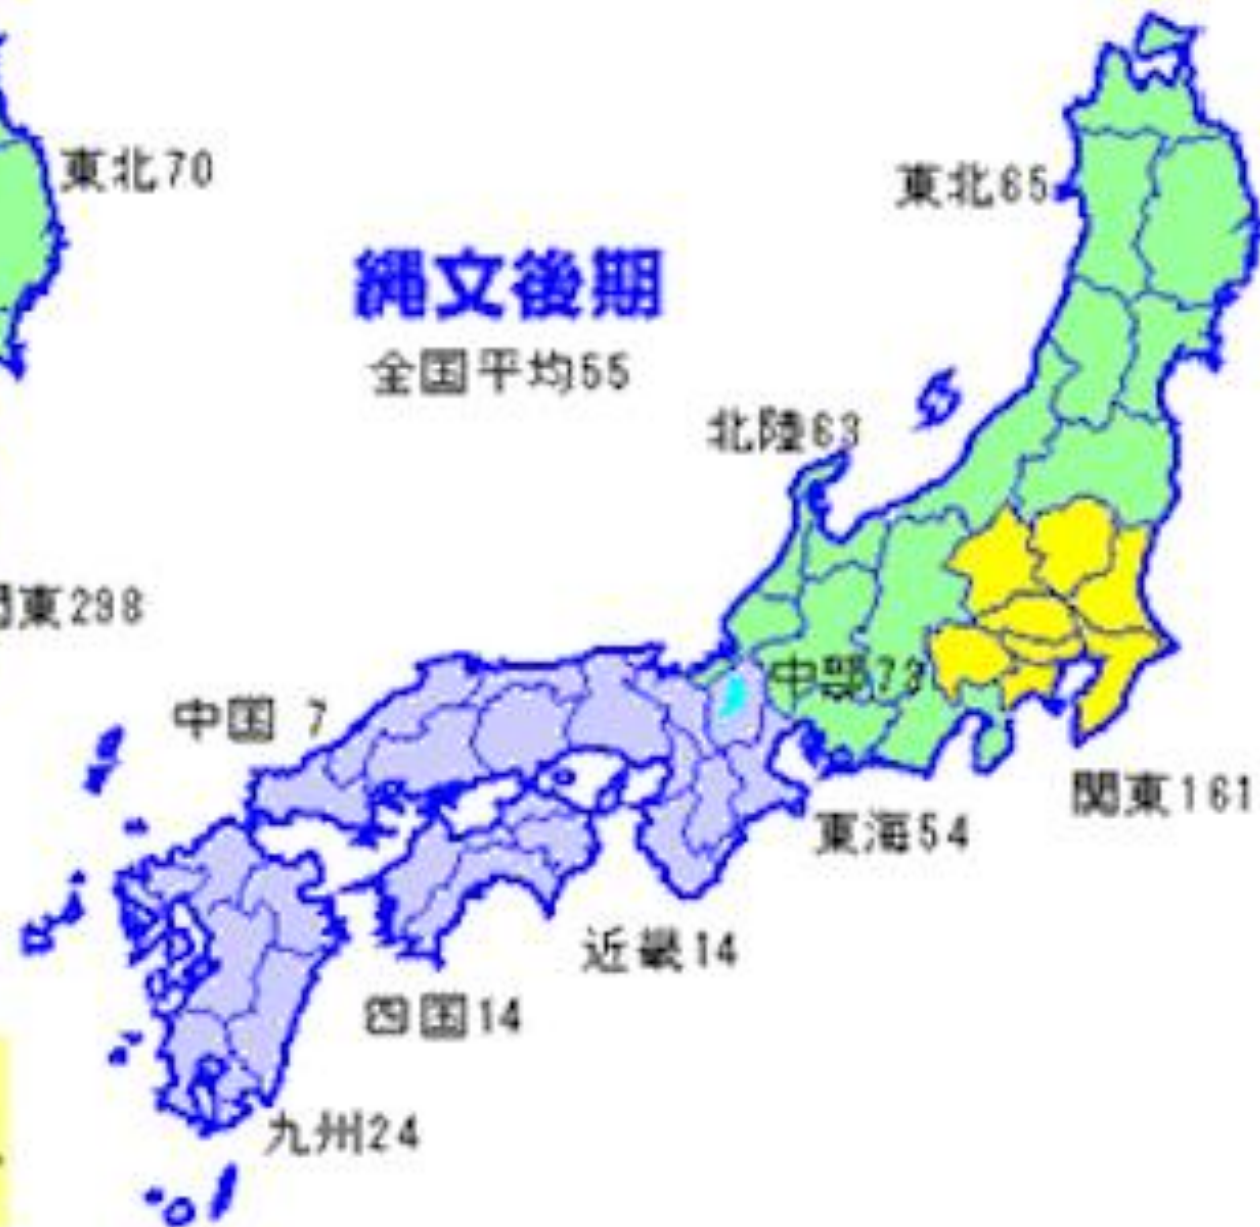 東北70
東北65
縄文後期
全国平均55
北陸63
関東298
中国 7
中部73
関東161
東海54
近畿14
四国14
九州24